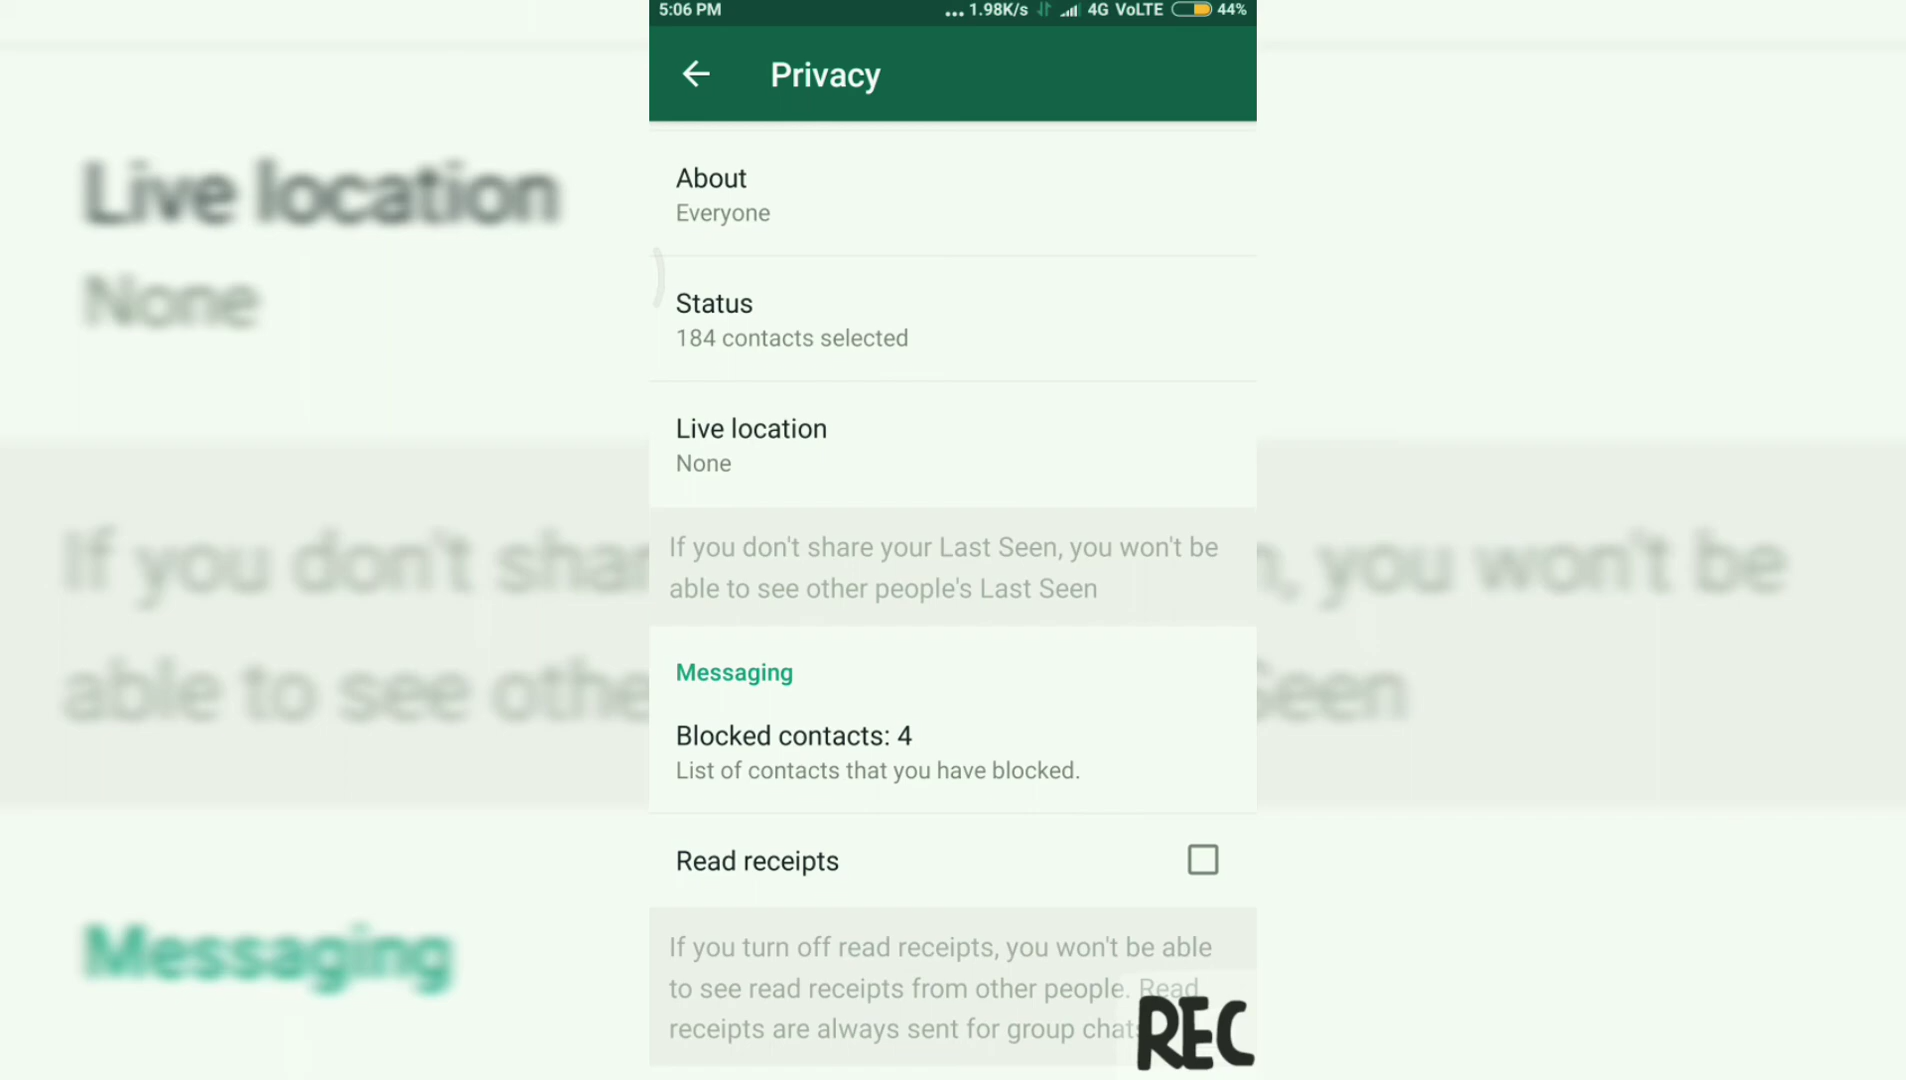 5:06 PM
... 1.98K/s 4G VoLTE 44%
Privacy
About
Everyone
Status
184 contacts selected
Live location
None
If you don't share your Last Seen, you won't be
able to see other people's Last Seen
Messaging
Blocked contacts: 4
List of contacts that you have blocked.
Read receipts
If you turn off read receipts, you won't be able
to see read receipts from other people. Read
receipts are always sent for group chats
REC
Live location
None
If you don't shar
n, you won't be
able to see othe
Seen
Messaging